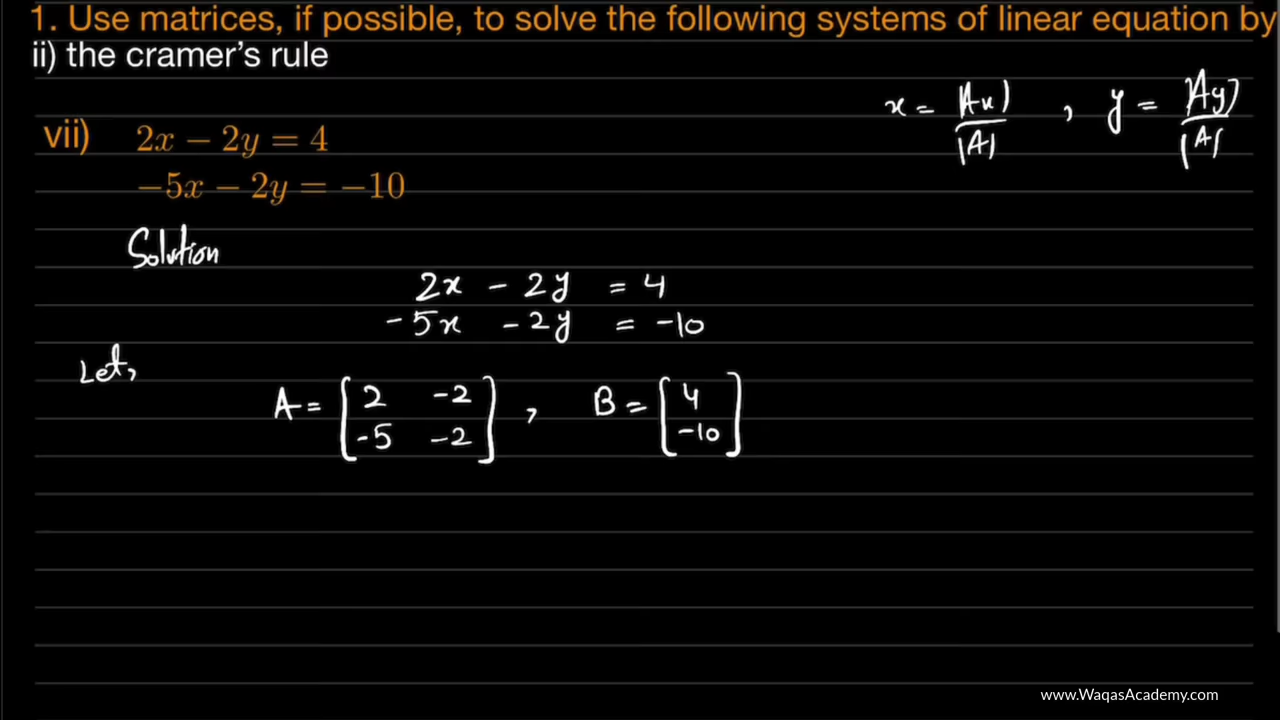 1. Use matrices, if possible, to solve the following systems of linear equation by
ii) the cramer's rule
x = |Ax| / |A| , y = |Ay| / |A|
vii) 2x − 2y = 4
−5x − 2y = −10
Solution
2x - 2y = 4
-5x - 2y = -10
Let,
A = [2 -2; -5 -2] , B = [4; -10]
www.WaqasAcademy.com